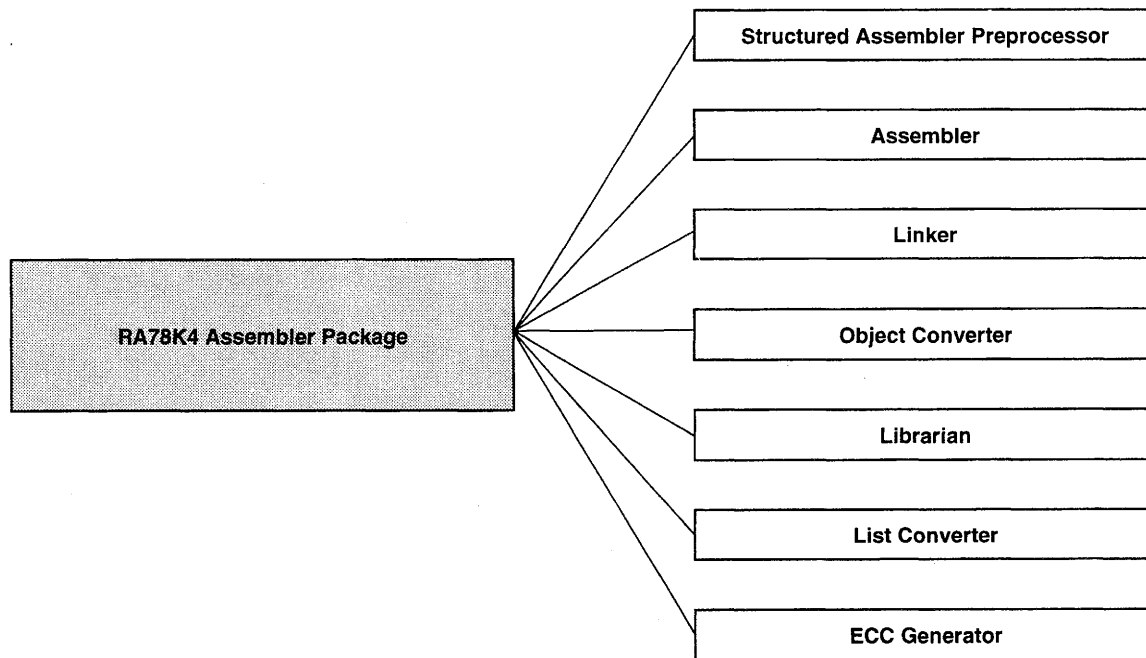 Structured Assembler Preprocessor
Assembler
Linker
RA78K4 Assembler Package
Object Converter
Librarian
List Converter
ECC Generator